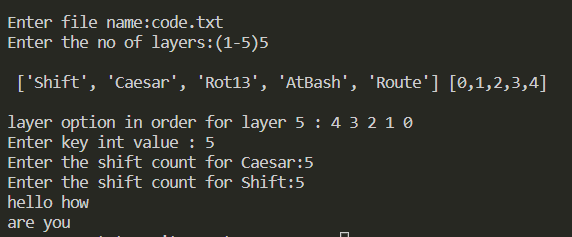 Enter file name:code.txt
Enter the no of layers:(1-5)5
['Shift', 'Caesar', 'Rot13', 'AtBash', 'Route'] [0,1,2,3,4]
layer option in order for layer 5 : 4 3 2 1 0
Enter key int value : 5
Enter the shift count for Caesar:5
Enter the shift count for Shift:5
hello how
are you